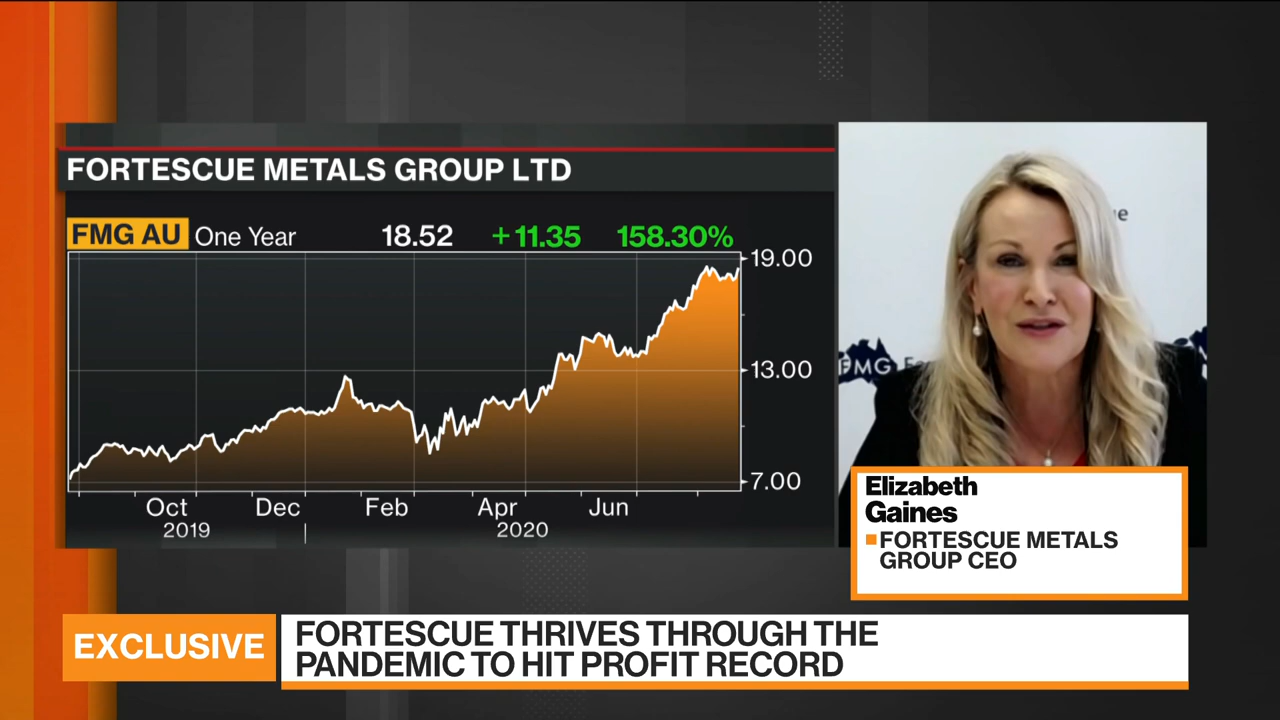 FORTESCUE METALS GROUP LTD
FMG AU One Year 18.52 +11.35 158.30%
19.00
13.00
7.00
Oct Dec Feb Apr Jun
2019 2020
FMG
Elizabeth
Gaines
FORTESCUE METALS
GROUP CEO
EXCLUSIVE
FORTESCUE THRIVES THROUGH THE
PANDEMIC TO HIT PROFIT RECORD